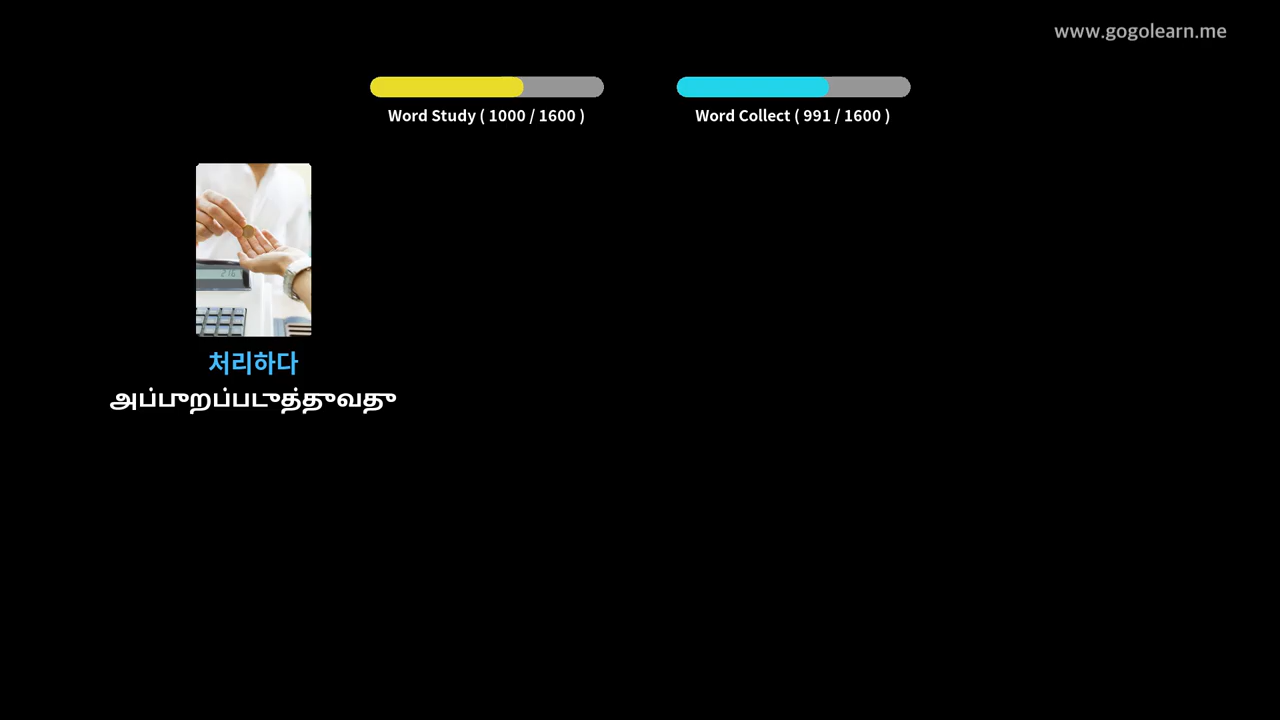 www.gogolearn.me
Word Study ( 1000 / 1600 )
Word Collect ( 991 / 1600 )
216
처리하다
அப்புறப்படுத்துவது